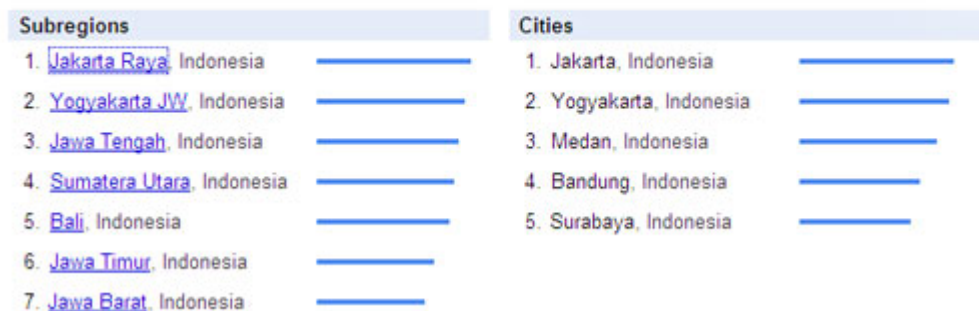 Subregions
1. Jakarta Raya, Indonesia
2. Yogyakarta JW, Indonesia
3. Jawa Tengah, Indonesia
4. Sumatera Utara, Indonesia
5. Bali, Indonesia
6. Jawa Timur, Indonesia
7. Jawa Barat, Indonesia
Cities
1. Jakarta, Indonesia
2. Yogyakarta, Indonesia
3. Medan, Indonesia
4. Bandung, Indonesia
5. Surabaya, Indonesia